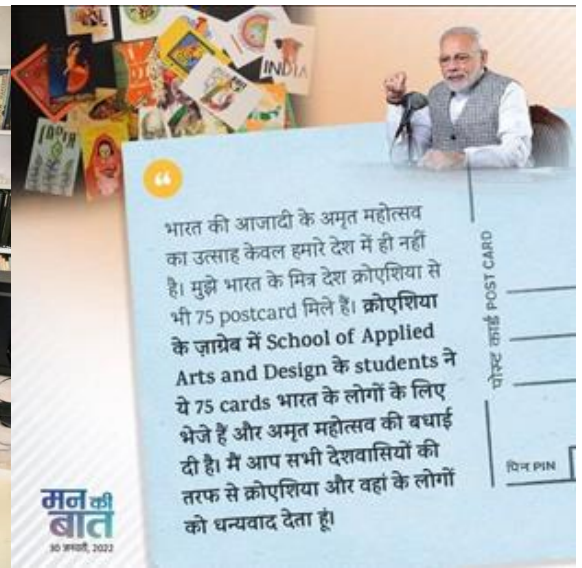 INDIA
INDIA
“
भारत की आजादी के अमृत महोत्सव
का उत्साह केवल हमारे देश में ही नहीं
है। मुझे भारत के मित्र देश क्रोएशिया से
भी 75 postcard मिले हैं। क्रोएशिया
के ज़ाग्रेब में School of Applied
Arts and Design के students ने
ये 75 cards भारत के लोगों के लिए
भेजे हैं और अमृत महोत्सव की बधाई
दी है। मैं आप सभी देशवासियों की
तरफ से क्रोएशिया और वहां के लोगों
को धन्यवाद देता हूं।
पोस्ट कार्ड POST CARD
पिन PIN
मन की
बात
30 जनवरी, 2022